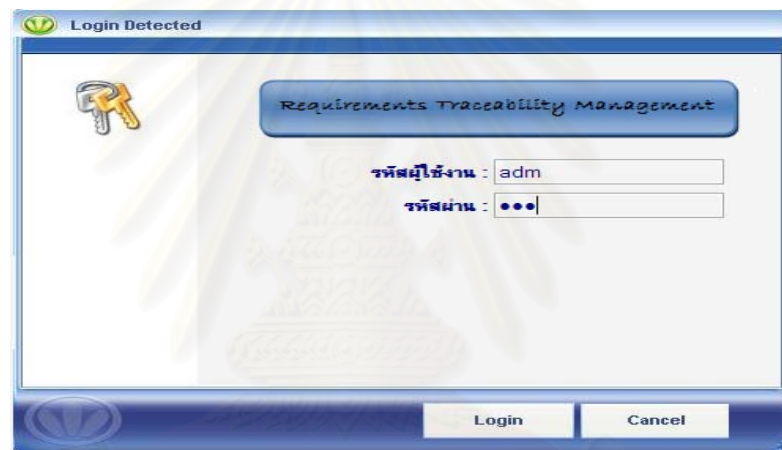 Login Detected
Requirements Traceability Management
รหัสผู้ใช้งาน : adm
รหัสผ่าน : •••
Login Cancel